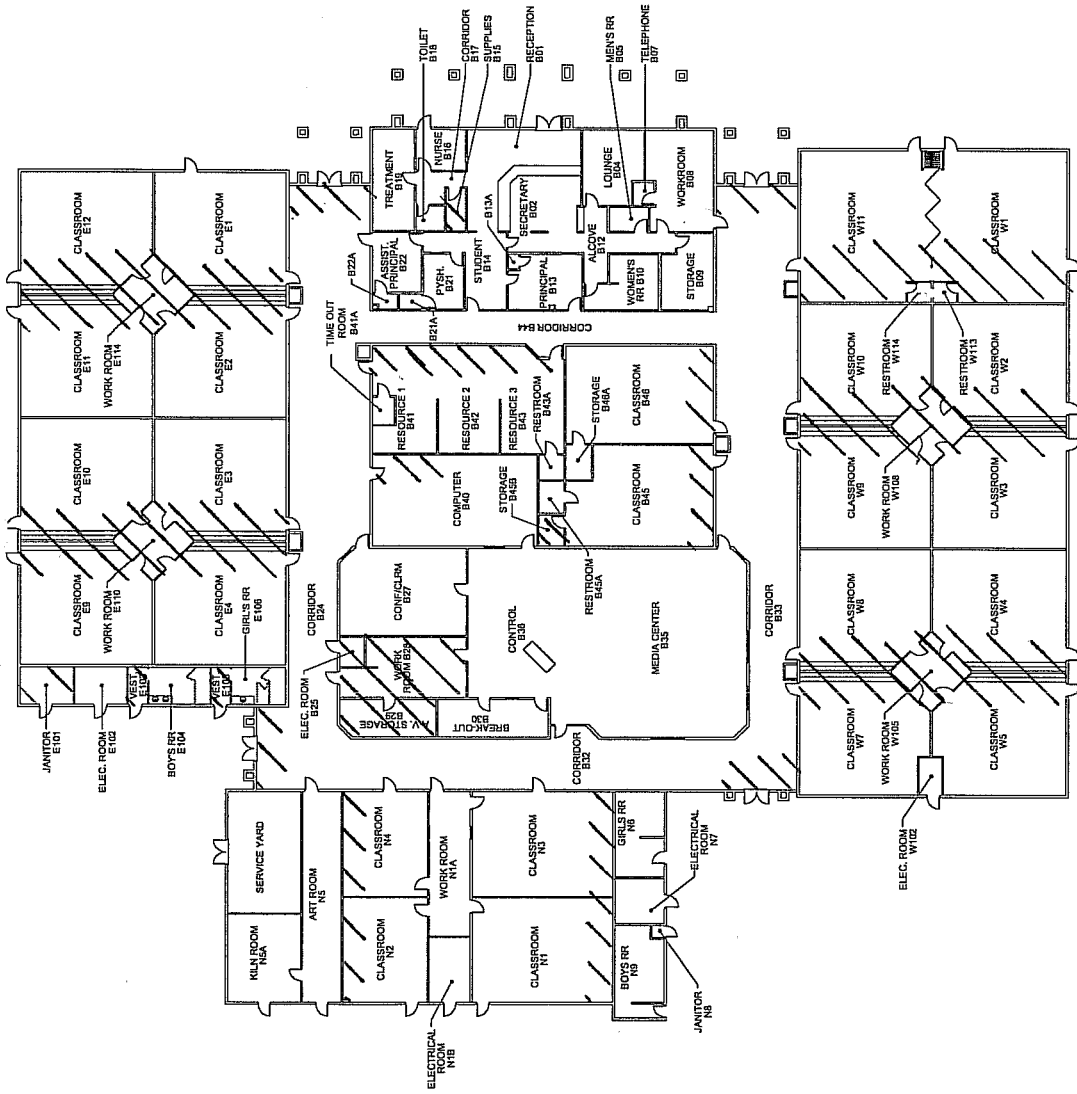 JANITOR
E101
ELEC. ROOM
E102
BOY'S RR
E104
VEST.
VEST.
GIRL'S RR
E106
CLASSROOM
E9
WORK ROOM
E110
CLASSROOM
E4
CLASSROOM
E10
CLASSROOM
E3
CLASSROOM
E11
WORK ROOM
E114
CLASSROOM
E2
CLASSROOM
E12
CLASSROOM
E1
CORRIDOR
B24
ELEC. ROOM
B25
A.V. STORAGE
B29
WORK
ROOM B28
BREAK-OUT
B30
CONF/CLRM
B27
CONTROL
B36
MEDIA CENTER
B35
CORRIDOR
B32
CORRIDOR
B33
COMPUTER
B40
STORAGE
B45B
RESTROOM
B45A
CLASSROOM
B45
TIME OUT
ROOM
B41A
RESOURCE 1
B41
RESOURCE 2
B42
RESOURCE 3
B43
RESTROOM
B43A
STORAGE
B46A
CLASSROOM
B46
CORRIDOR B44
B22A
B21A
ASSIST.
PRINCIPAL
B22
PYSH.
B21
STUDENT
B14
B13A
PRINCIPAL
B13
ALCOVE
B12
WOMEN'S
RR B10
STORAGE
B09
TREATMENT
B19
NURSE
B16
SECRETARY
B02
LOUNGE
B04
WORKROOM
B08
TOILET
B18
CORRIDOR
B17
SUPPLIES
B15
RECEPTION
B01
MEN'S RR
B05
TELEPHONE
B07
KILN ROOM
N5A
SERVICE YARD
ART ROOM
N5
CLASSROOM
N2
CLASSROOM
N4
ELECTRICAL
ROOM
N1B
WORK ROOM
N1A
CLASSROOM
N1
CLASSROOM
N3
BOYS RR
N9
GIRLS RR
N6
JANITOR
N8
ELECTRICAL
ROOM
N7
CLASSROOM
W7
WORK ROOM
W105
CLASSROOM
W5
ELEC. ROOM
W102
CLASSROOM
W8
CLASSROOM
W4
CLASSROOM
W9
WORK ROOM
W108
CLASSROOM
W3
CLASSROOM
W10
RESTROOM
W114
RESTROOM
W113
CLASSROOM
W2
CLASSROOM
W11
CLASSROOM
W1